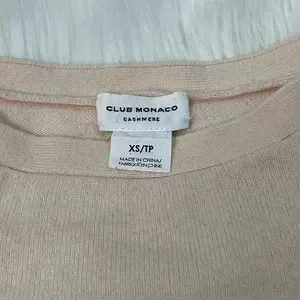 CLUB MONACO
CASHMERE
XS/TP
MADE IN CHINA/
FABRIQUÉ EN CHINE